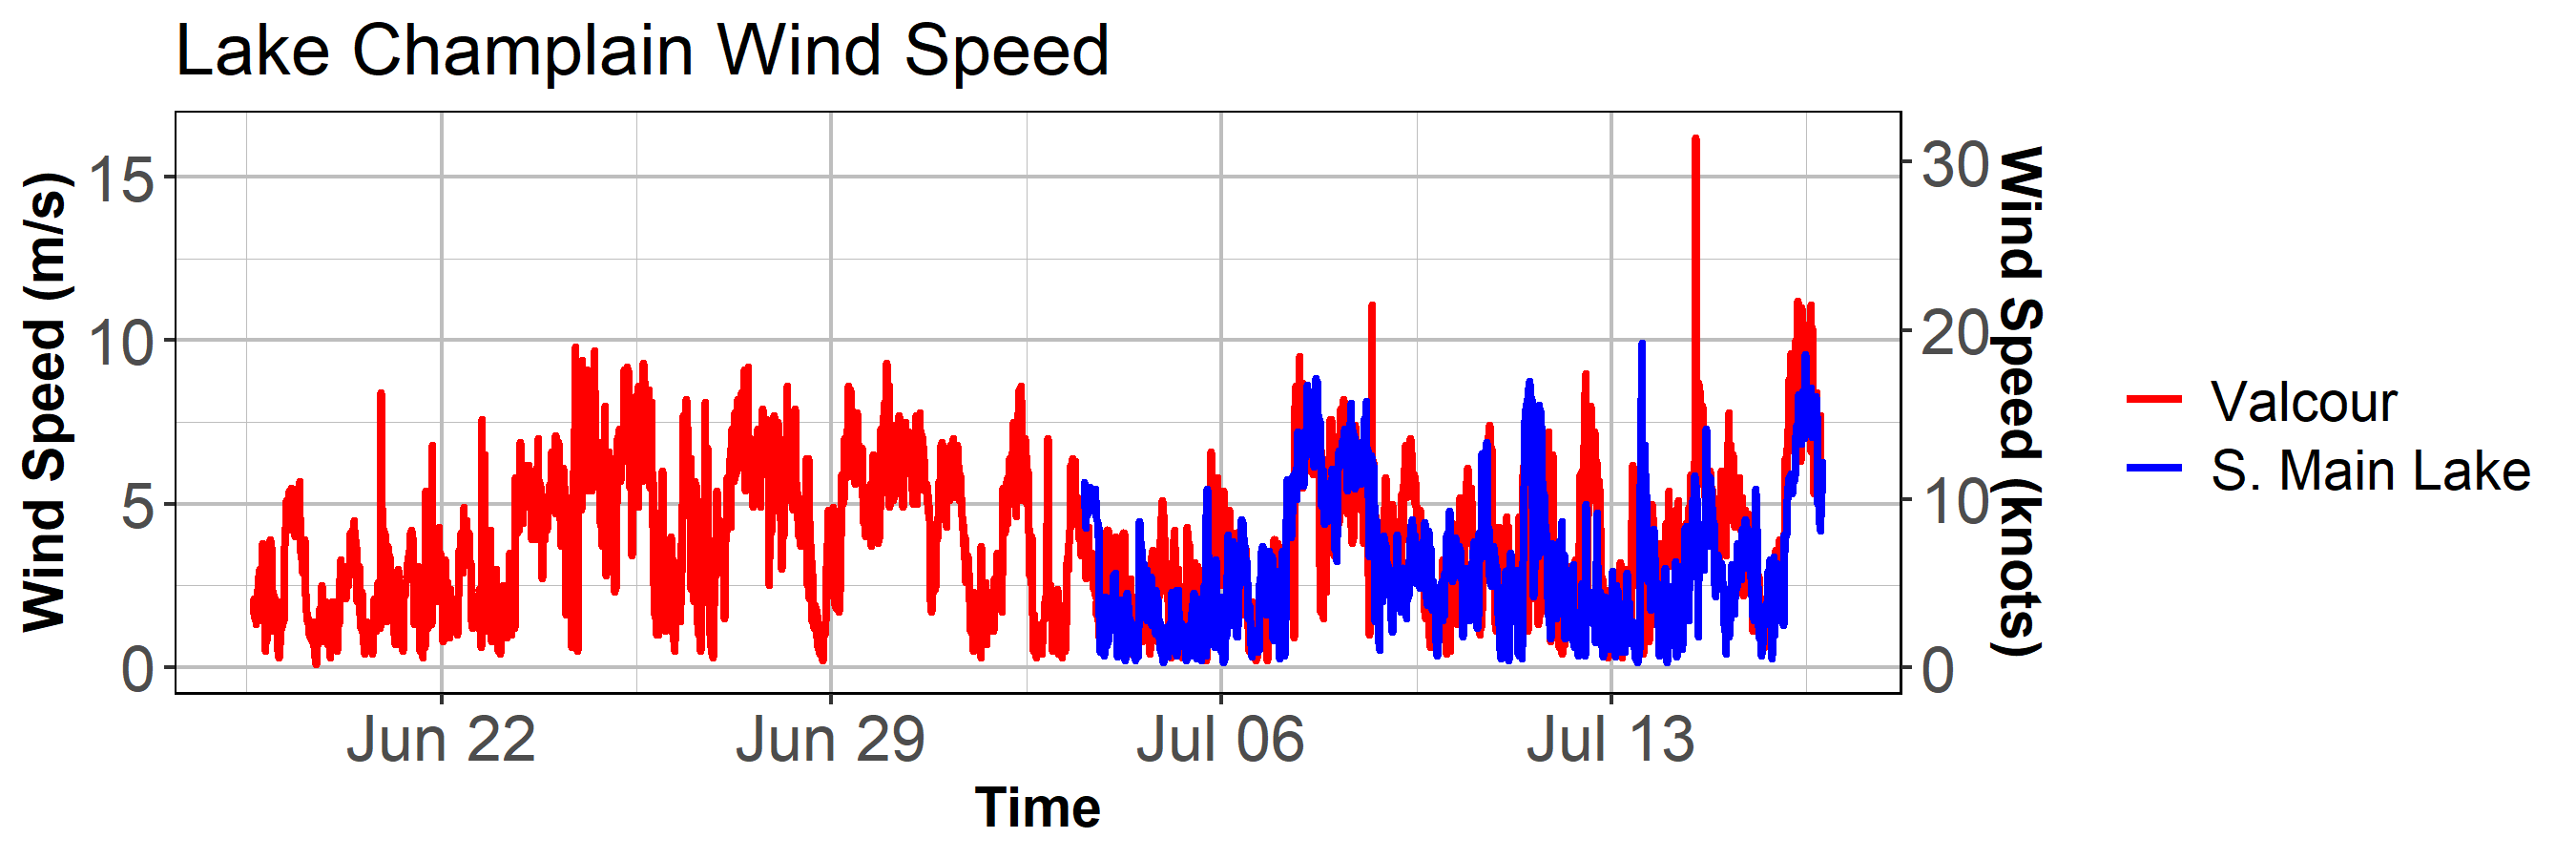 Lake Champlain Wind Speed
Wind Speed (m/s)
15
10
5
0
30
20
10
0
Wind Speed (knots)
Jun 22
Jun 29
Jul 06
Jul 13
Time
Valcour
S. Main Lake